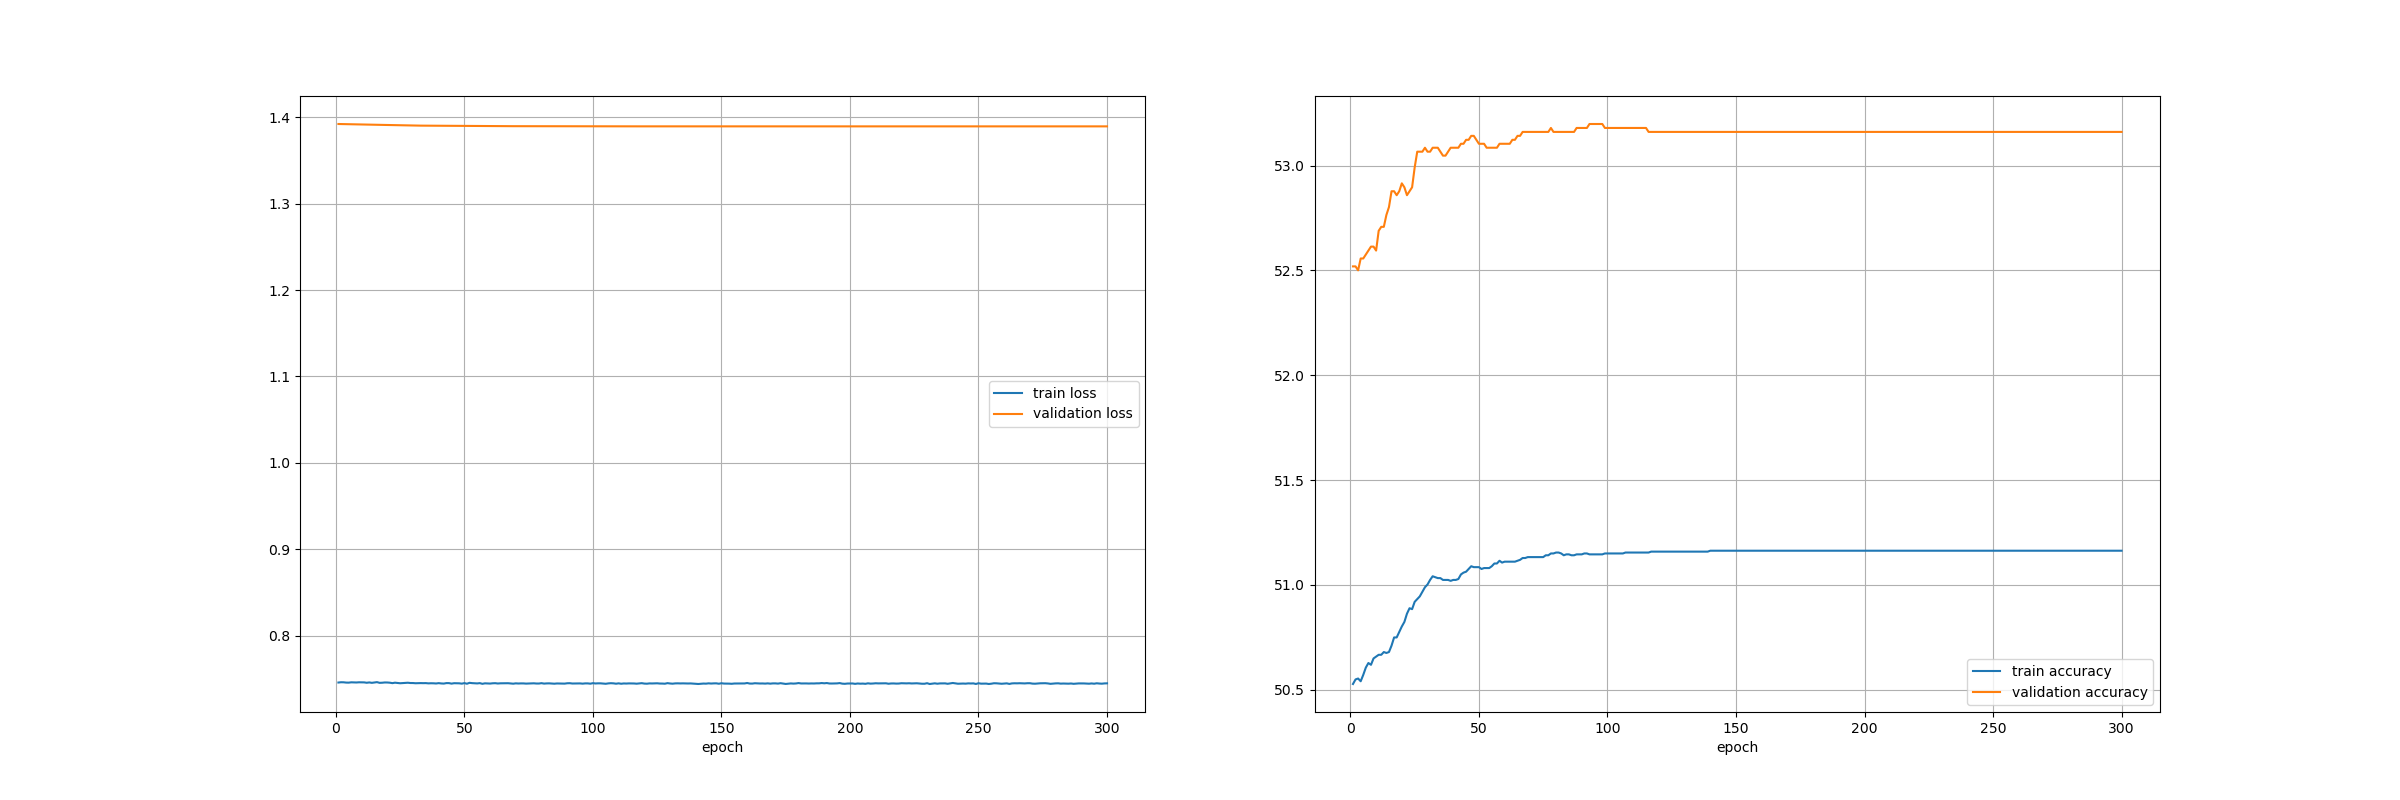 1.4
1.3
1.2
1.1
1.0
0.9
0.8
0 50 100 150 200 250 300
epoch
train loss
validation loss
53.0
52.5
52.0
51.5
51.0
50.5
0 50 100 150 200 250 300
epoch
train accuracy
validation accuracy